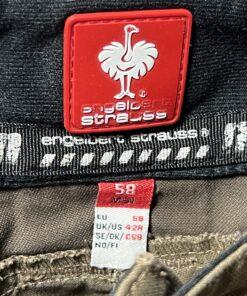 engelbert
strauss
engelbert strauss®
58
EU 58
UK/US 42R
SE/DK/ C58
NO/FI